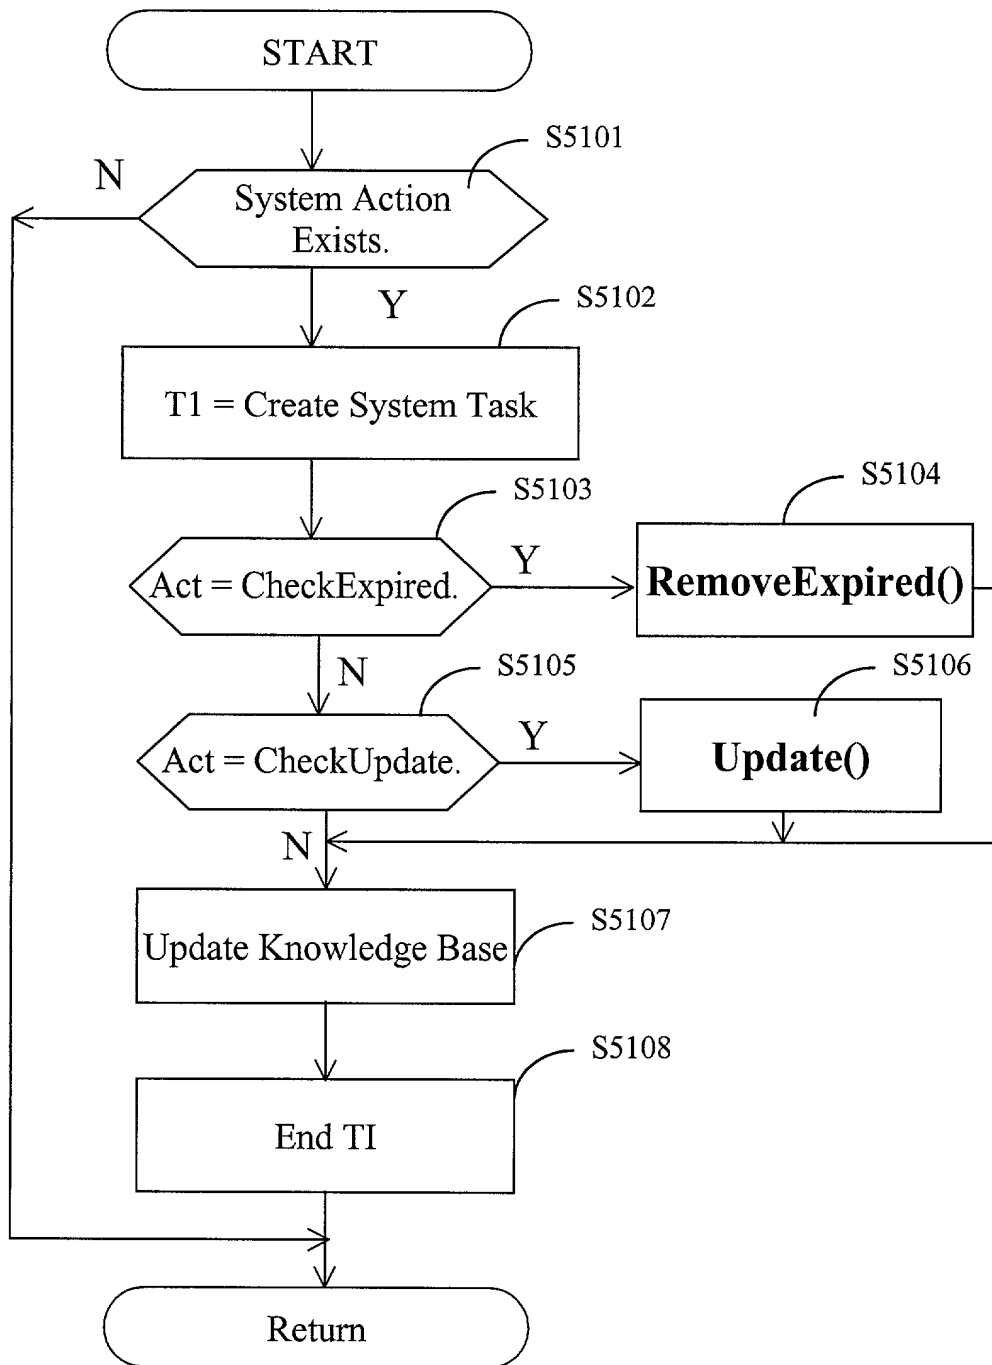 START
S5101
N
System Action
Exists.
Y
S5102
T1 = Create System Task
S5103
S5104
Act = CheckExpired.
Y
RemoveExpired()
N
S5105
S5106
Act = CheckUpdate.
Y
Update()
N
Update Knowledge Base
S5107
S5108
End TI
Return